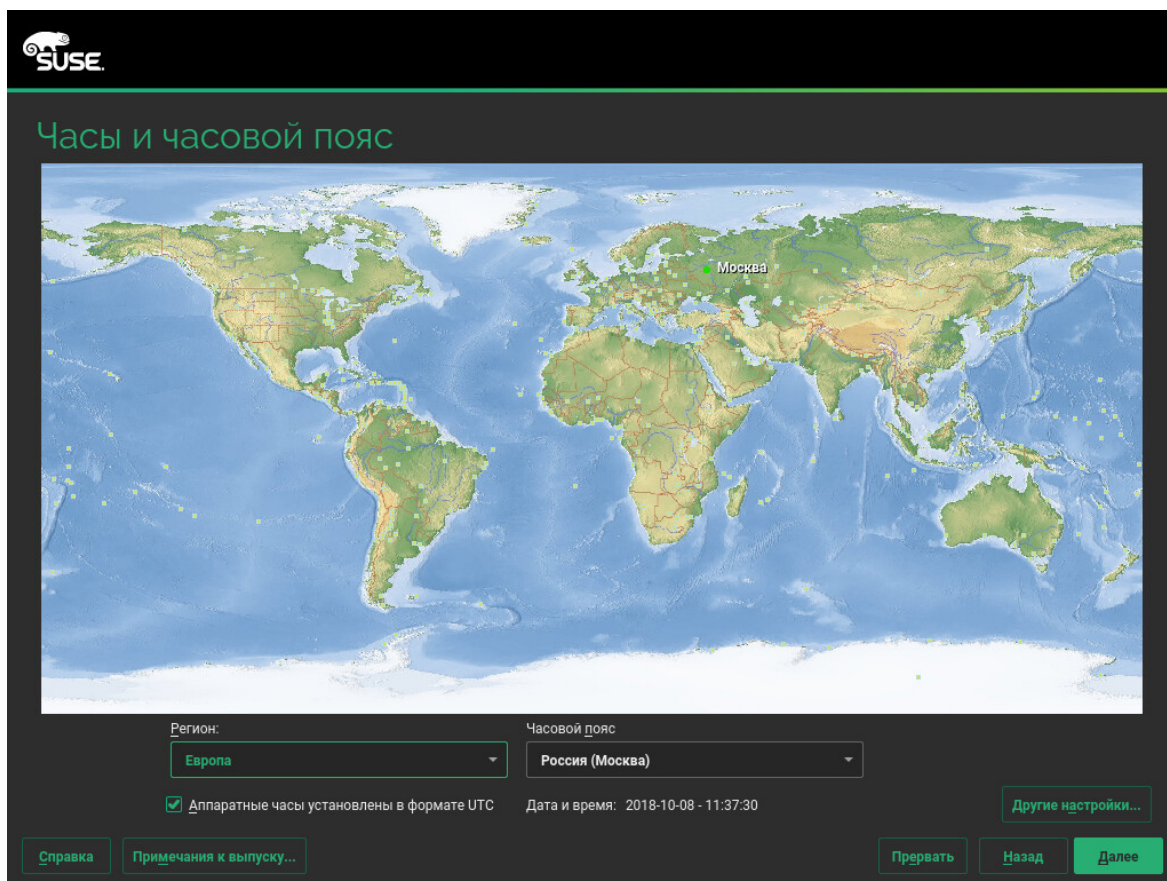 SUSE.
Часы и часовой пояс
Москва
Регион:
Часовой пояс
Европа
Россия (Москва)
Аппаратные часы установлены в формате UTC
Дата и время: 2018-10-08 - 11:37:30
Другие настройки...
Справка
Примечания к выпуску...
Прервать
Назад
Далее